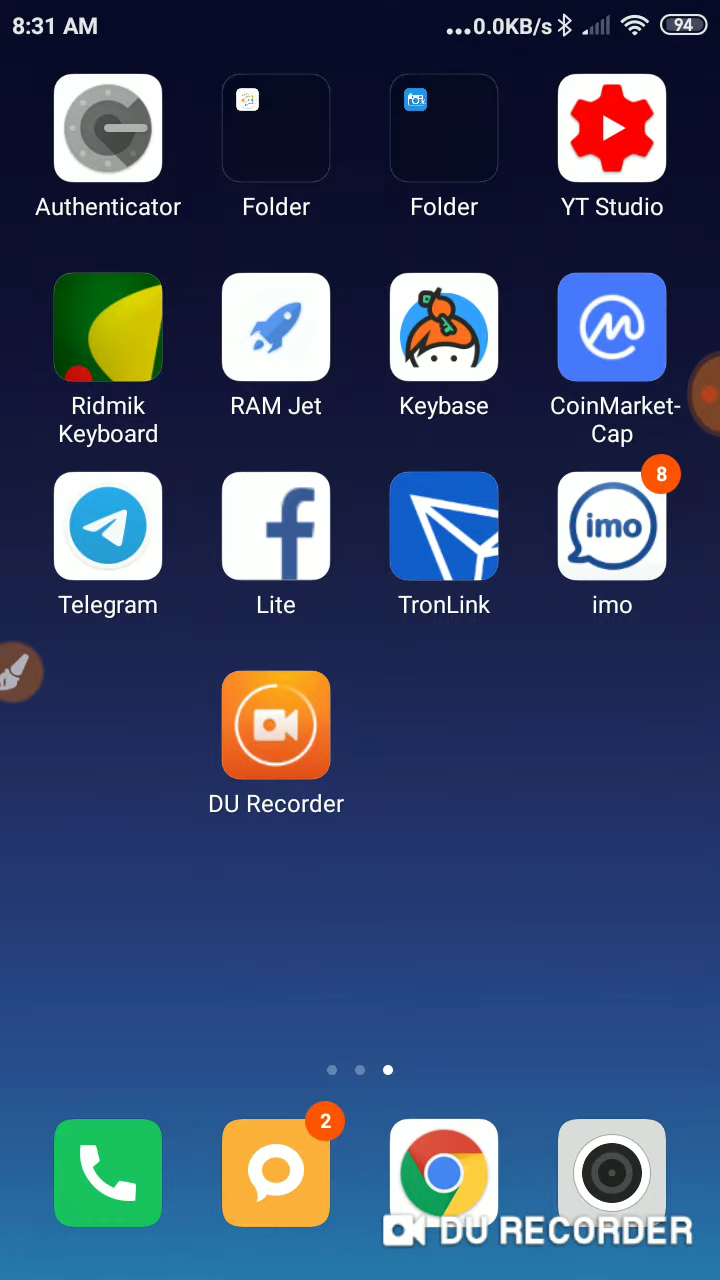 8:31 AM
...0.0KB/s
94
Authenticator
Folder
Folder
YT Studio
Ridmik
Keyboard
RAM Jet
Keybase
CoinMarket-
Cap
8
imo
Telegram
Lite
TronLink
imo
DU Recorder
2
DU RECORDER